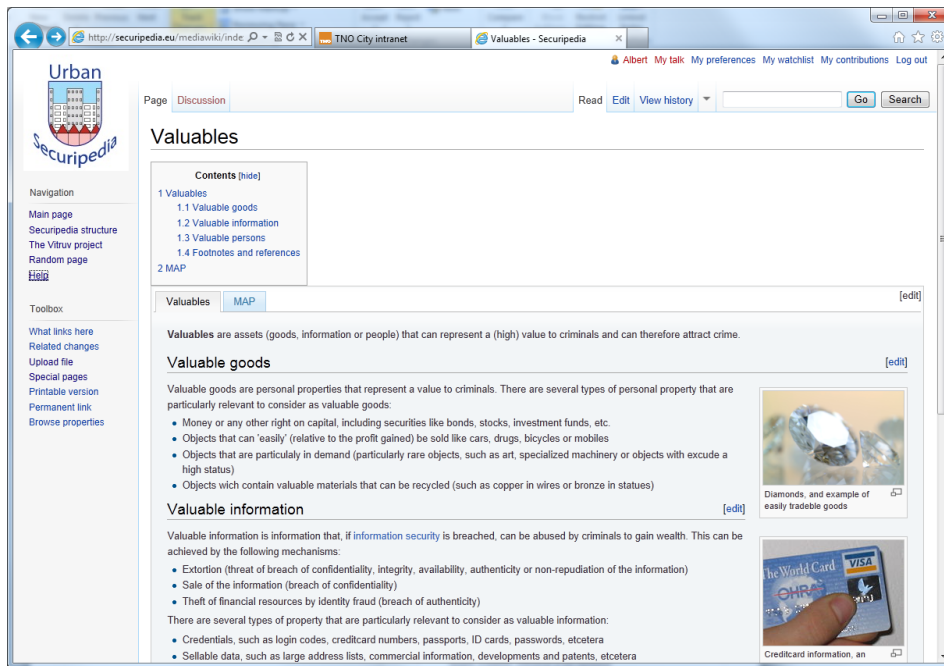 http://securipedia.eu/mediawiki/inde
TNO City intranet
Valuables - Securipedia
Albert My talk My preferences My watchlist My contributions Log out
Urban
Securipedia
Page Discussion
Read Edit View history
Go Search
Valuables
Contents [hide]
1 Valuables
1.1 Valuable goods
1.2 Valuable information
1.3 Valuable persons
1.4 Footnotes and references
2 MAP
Navigation
Main page
Securipedia structure
The Vitruv project
Random page
Help
Toolbox
What links here
Related changes
Upload file
Special pages
Printable version
Permanent link
Browse properties
Valuables MAP
[edit]
Valuables are assets (goods, information or people) that can represent a (high) value to criminals and can therefore attract crime.
Valuable goods
[edit]
Valuable goods are personal properties that represent a value to criminals. There are several types of personal property that are
particularly relevant to consider as valuable goods:
Money or any other right on capital, including securities like bonds, stocks, investment funds, etc.
Objects that can 'easily' (relative to the profit gained) be sold like cars, drugs, bicycles or mobiles
Objects that are particulaly in demand (particularly rare objects, such as art, specialized machinery or objects with excude a
high status)
Objects wich contain valuable materials that can be recycled (such as copper in wires or bronze in statues)
Diamonds, and example of
easily tradeble goods
Valuable information
[edit]
Valuable information is information that, if information security is breached, can be abused by criminals to gain wealth. This can be
achieved by the following mechanisms:
Extortion (threat of breach of confidentiality, integrity, availability, authenticity or non-repudiation of the information)
Sale of the information (breach of confidentiality)
Theft of financial resources by identity fraud (breach of authenticity)
There are several types of property that are particularly relevant to consider as valuable information:
Credentials, such as login codes, creditcard numbers, passports, ID cards, passwords, etcetera
Sellable data, such as large address lists, commercial information, developments and patents, etcetera
The World Card
VISA
OHRA
Creditcard information, an